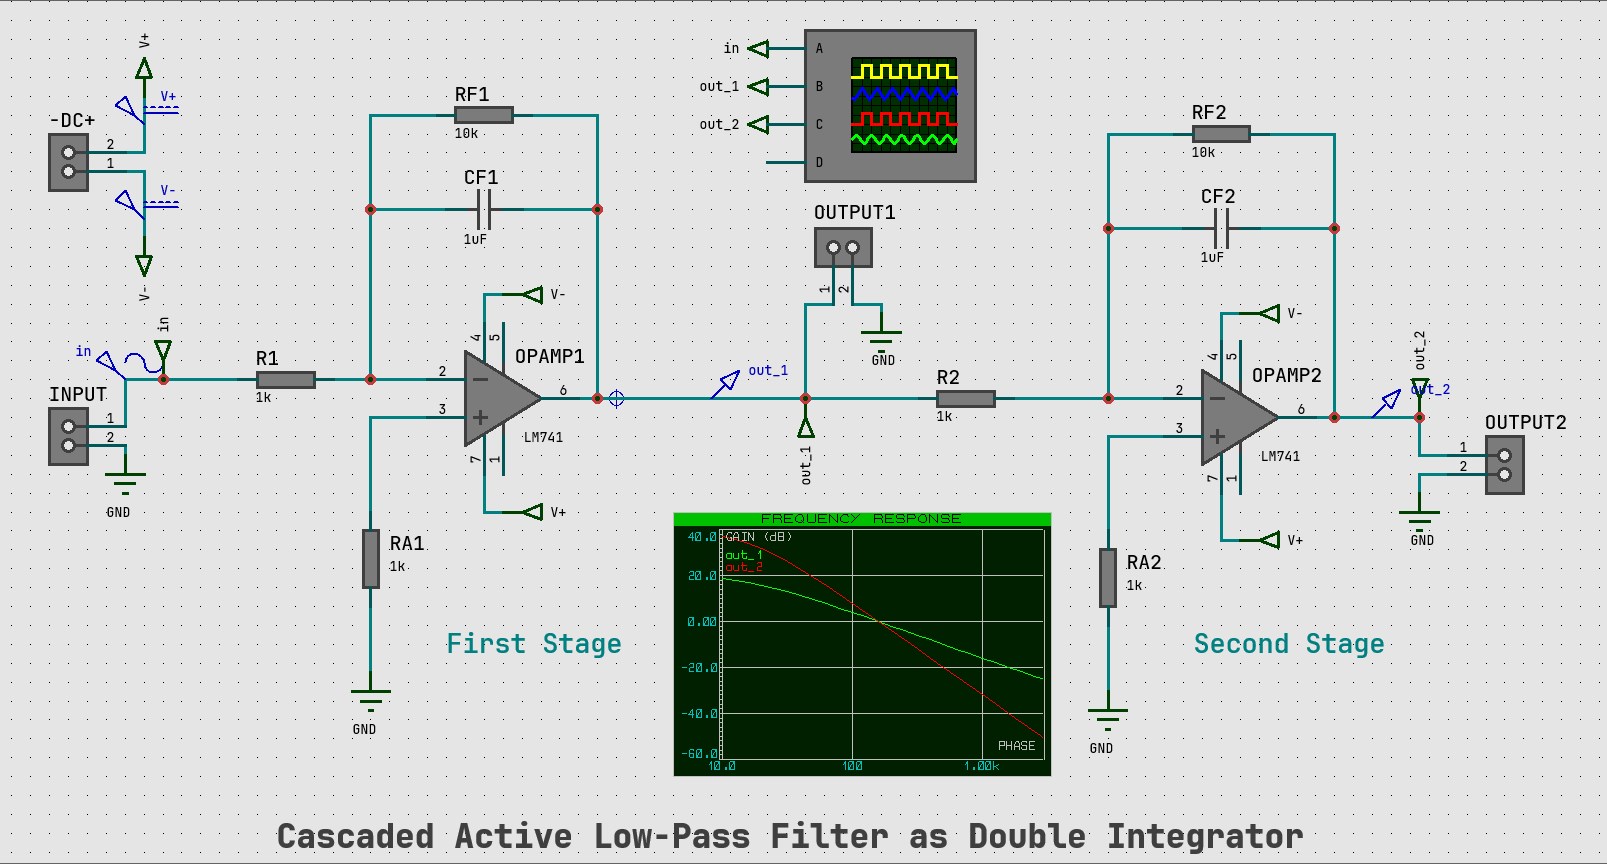 V+
V+
-DC+
2
1
V-
V-
in
in
INPUT
1
2
GND
R1
1k
RF1
10k
CF1
1uF
V-
4
5
OPAMP1
2
3
6
LM741
7
1
V+
RA1
1k
GND
First Stage
in
A
out_1
B
out_2
C
D
OUTPUT1
1
2
GND
out_1
out_1
R2
1k
FREQUENCY RESPONSE
40.0
GAIN (dB)
out_1
out_2
20.0
0.00
-20.0
-40.0
-60.0
PHASE
10.0
100
1.00k
RF2
10k
CF2
1uF
V-
4
5
OPAMP2
2
3
6
LM741
7
1
V+
RA2
1k
GND
out_2
out_2
OUTPUT2
1
2
GND
Second Stage
Cascaded Active Low-Pass Filter as Double Integrator